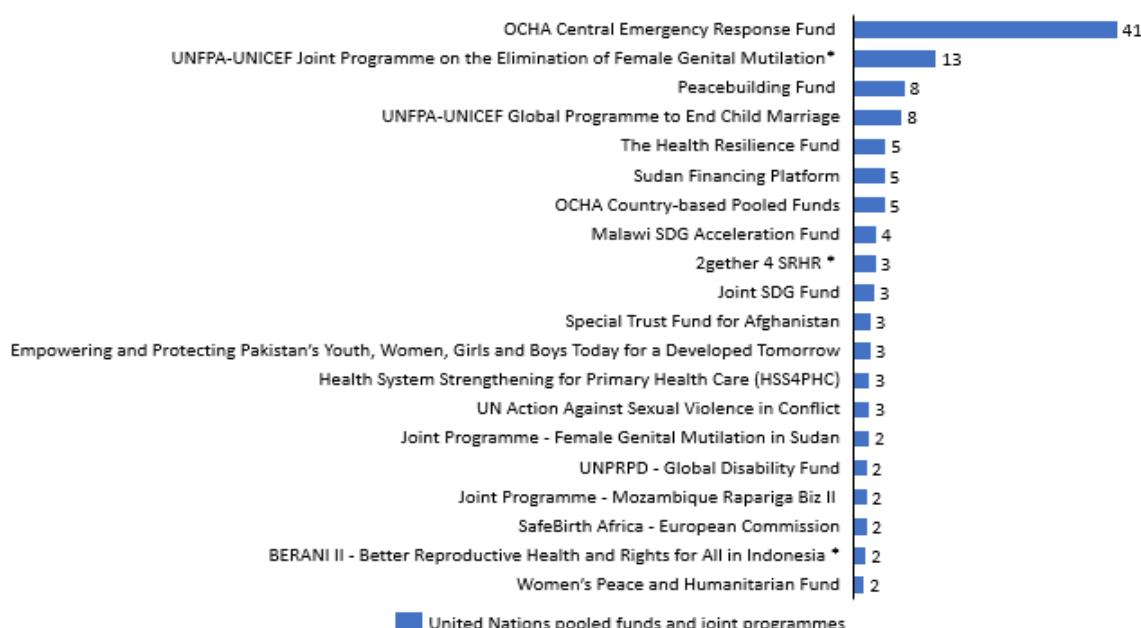 OCHA Central Emergency Response Fund 41
UNFPA-UNICEF Joint Programme on the Elimination of Female Genital Mutilation* 13
Peacebuilding Fund 8
UNFPA-UNICEF Global Programme to End Child Marriage 8
The Health Resilience Fund 5
Sudan Financing Platform 5
OCHA Country-based Pooled Funds 5
Malawi SDG Acceleration Fund 4
2gether 4 SRHR * 3
Joint SDG Fund 3
Special Trust Fund for Afghanistan 3
Empowering and Protecting Pakistan's Youth, Women, Girls and Boys Today for a Developed Tomorrow 3
Health System Strengthening for Primary Health Care (HSS4PHC) 3
UN Action Against Sexual Violence in Conflict 3
Joint Programme - Female Genital Mutilation in Sudan 2
UNPRPD - Global Disability Fund 2
Joint Programme - Mozambique Rapariga Biz II 2
SafeBirth Africa - European Commission 2
BERANI II - Better Reproductive Health and Rights for All in Indonesia * 2
Women's Peace and Humanitarian Fund 2
United Nations pooled funds and joint programmes